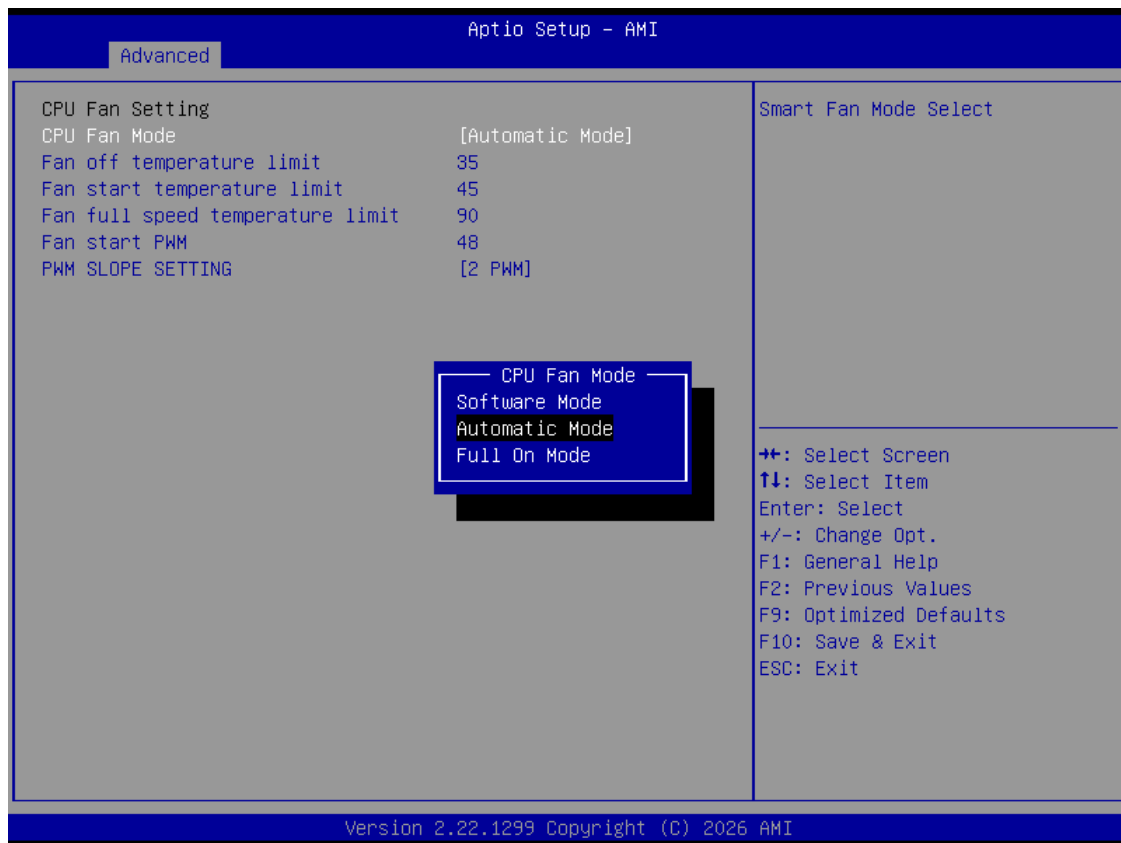 Aptio Setup – AMI
Advanced
CPU Fan Setting
CPU Fan Mode [Automatic Mode]
Fan off temperature limit 35
Fan start temperature limit 45
Fan full speed temperature limit 90
Fan start PWM 48
PWM SLOPE SETTING [2 PWM]
CPU Fan Mode
Software Mode
Automatic Mode
Full On Mode
Smart Fan Mode Select
→←: Select Screen
↑↓: Select Item
Enter: Select
+/-: Change Opt.
F1: General Help
F2: Previous Values
F9: Optimized Defaults
F10: Save & Exit
ESC: Exit
Version 2.22.1299 Copyright (C) 2026 AMI